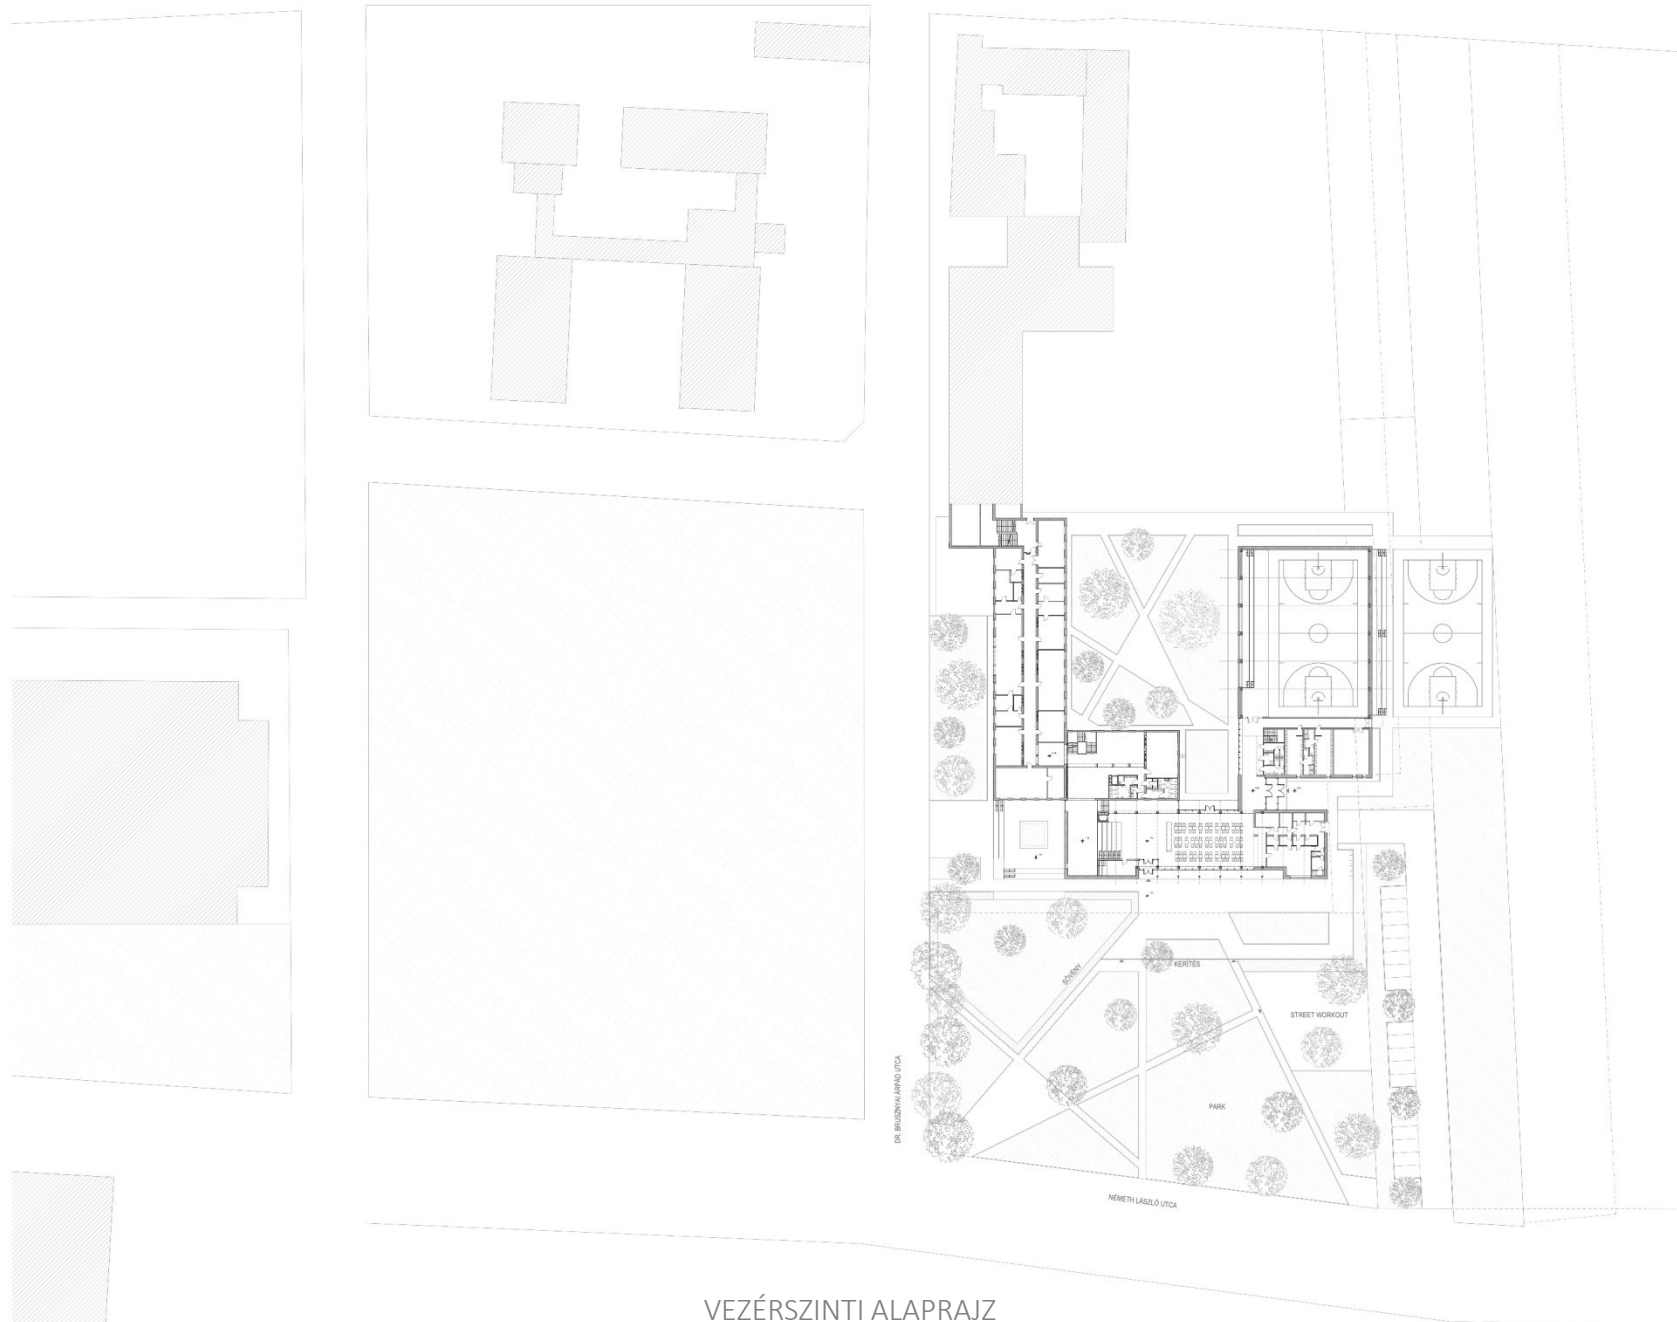 SÖVÉNY
KERÍTÉS
STREET WORKOUT
DR. BRUSZNYAI ÁRPÁD UTCA
PARK
NÉMETH LÁSZLÓ UTCA
VEZÉRSZINTI ALAPRAJZ